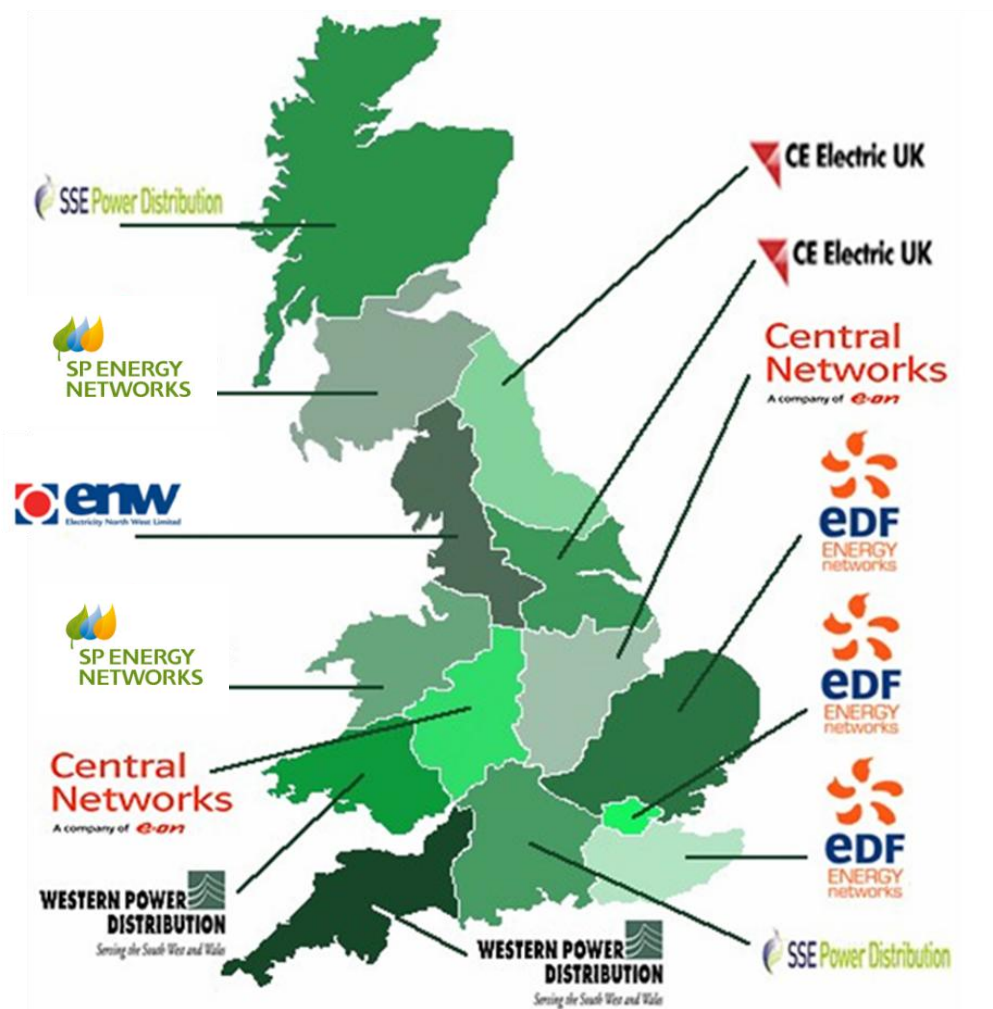 CE Electric UK
SSE Power Distribution
CE Electric UK
SP ENERGY
NETWORKS
Central
Networks
A company of e·on
enw
Electricity North West Limited
eDF
ENERGY
networks
SP ENERGY
NETWORKS
eDF
ENERGY
networks
Central
Networks
A company of e·on
eDF
ENERGY
networks
WESTERN POWER
DISTRIBUTION
Serving the South West and Wales
WESTERN POWER
DISTRIBUTION
Serving the South West and Wales
SSE Power Distribution